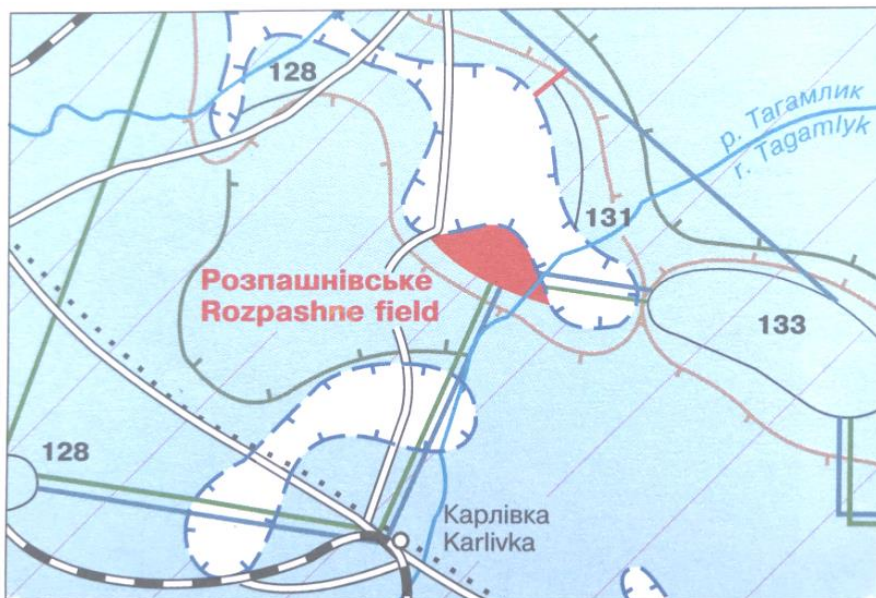 128
р. Тагамлик
r. Tagamlyk
131
Розпашнівське
Rozpashne field
133
128
Карлівка
Karlivka